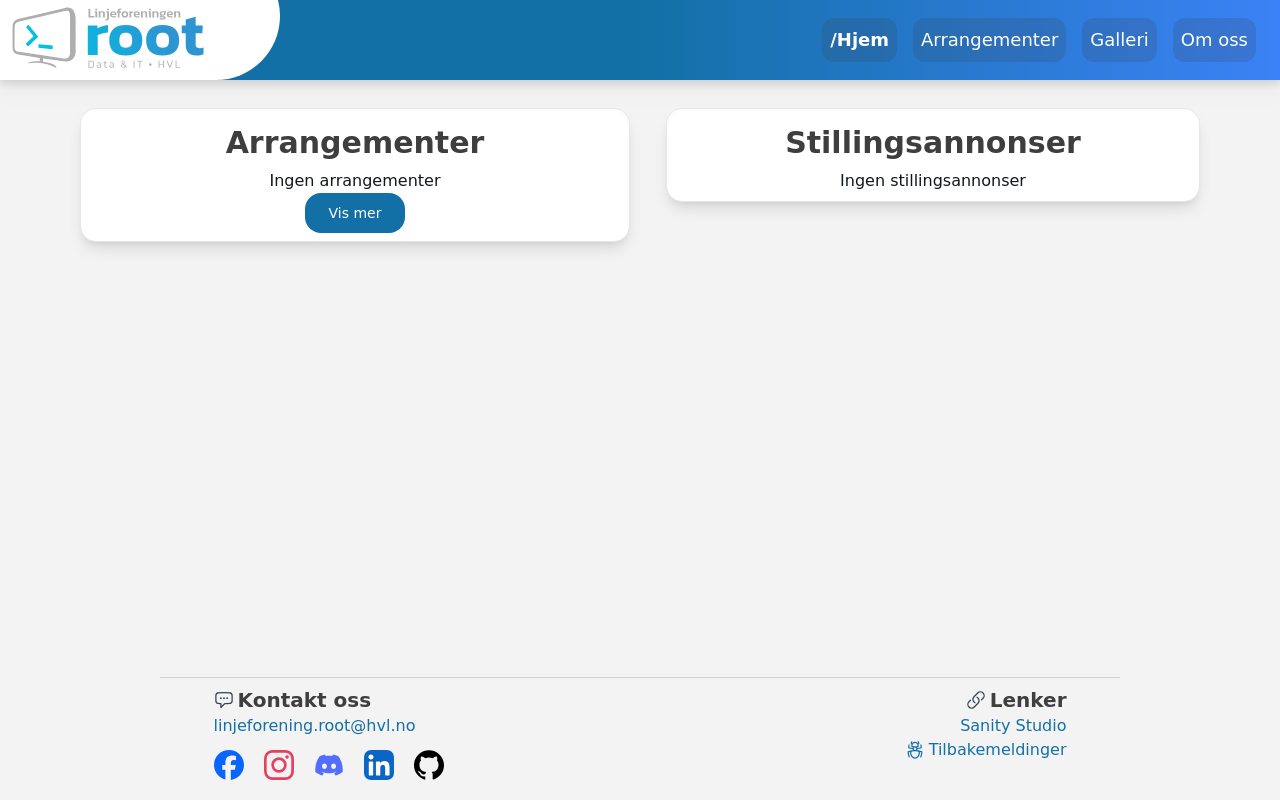 Linjeforeningen
root
Data & IT • HVL
/Hjem Arrangementer Galleri Om oss
Arrangementer
Ingen arrangementer
Vis mer
Stillingsannonser
Ingen stillingsannonser
Kontakt oss
linjeforening.root@hvl.no
Lenker
Sanity Studio
Tilbakemeldinger